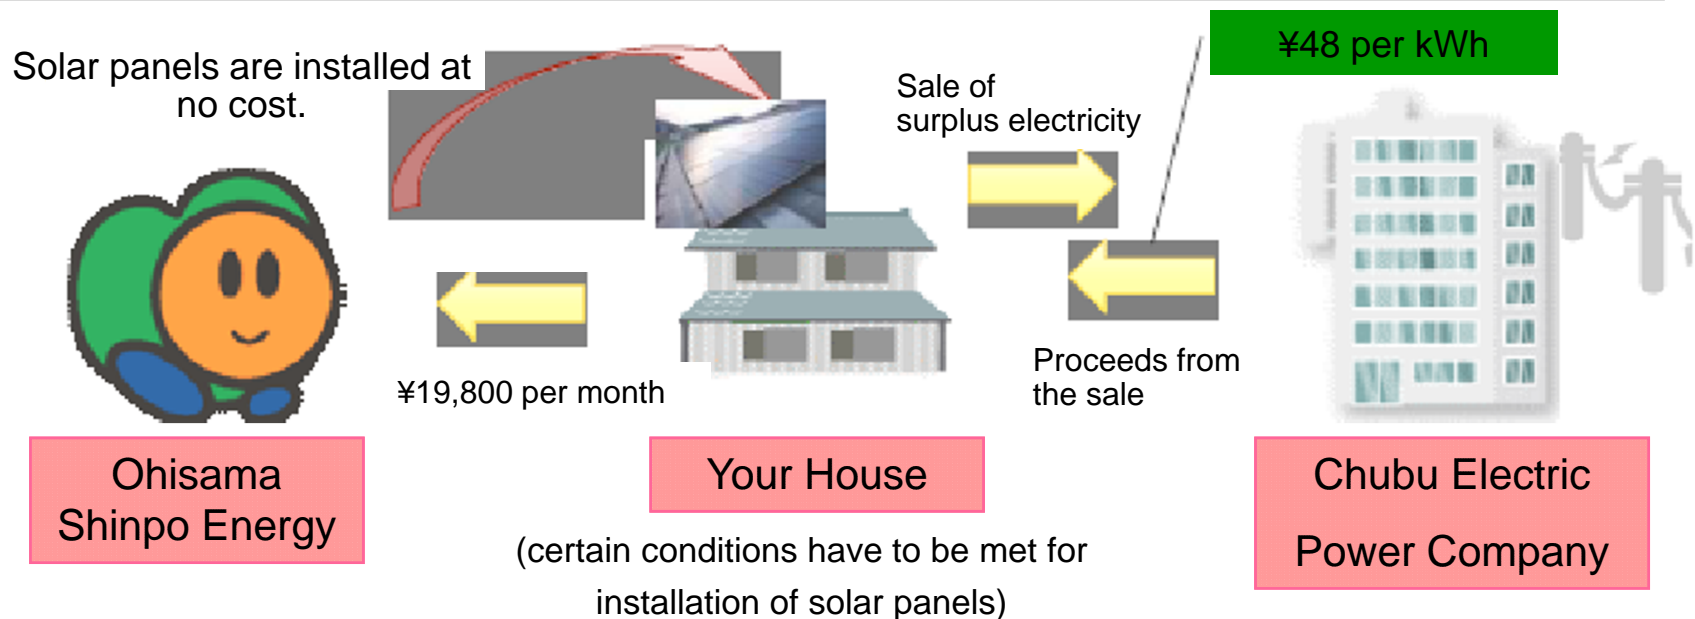 Solar panels are installed at
no cost.
¥48 per kWh
Sale of
surplus electricity
¥19,800 per month
Proceeds from
the sale
Ohisama
Shinpo Energy
Your House
(certain conditions have to be met for
installation of solar panels)
Chubu Electric
Power Company